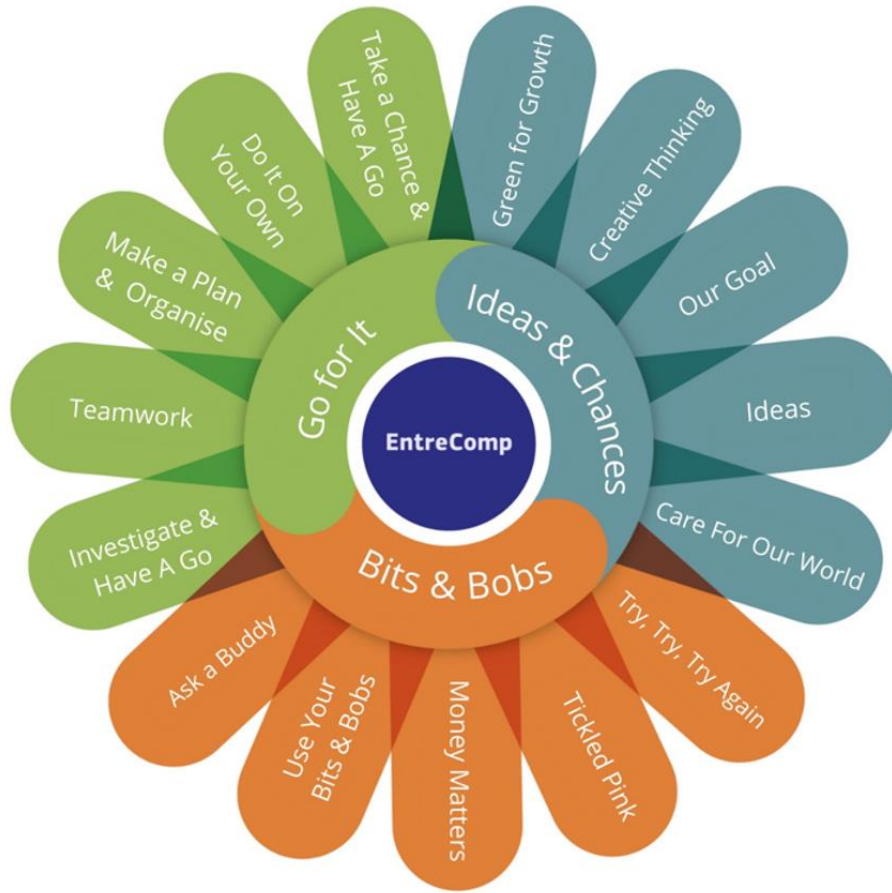 EntreComp
Ideas & Chances
Green for Growth
Creative Thinking
Our Goal
Ideas
Care For Our World
Bits & Bobs
Try, Try, Try Again
Tickled Pink
Money Matters
Use Your
Bits & Bobs
Ask a Buddy
Go for It
Investigate &
Have A Go
Teamwork
Make a Plan
& Organise
Do It On
Your Own
Take a Chance &
Have A Go